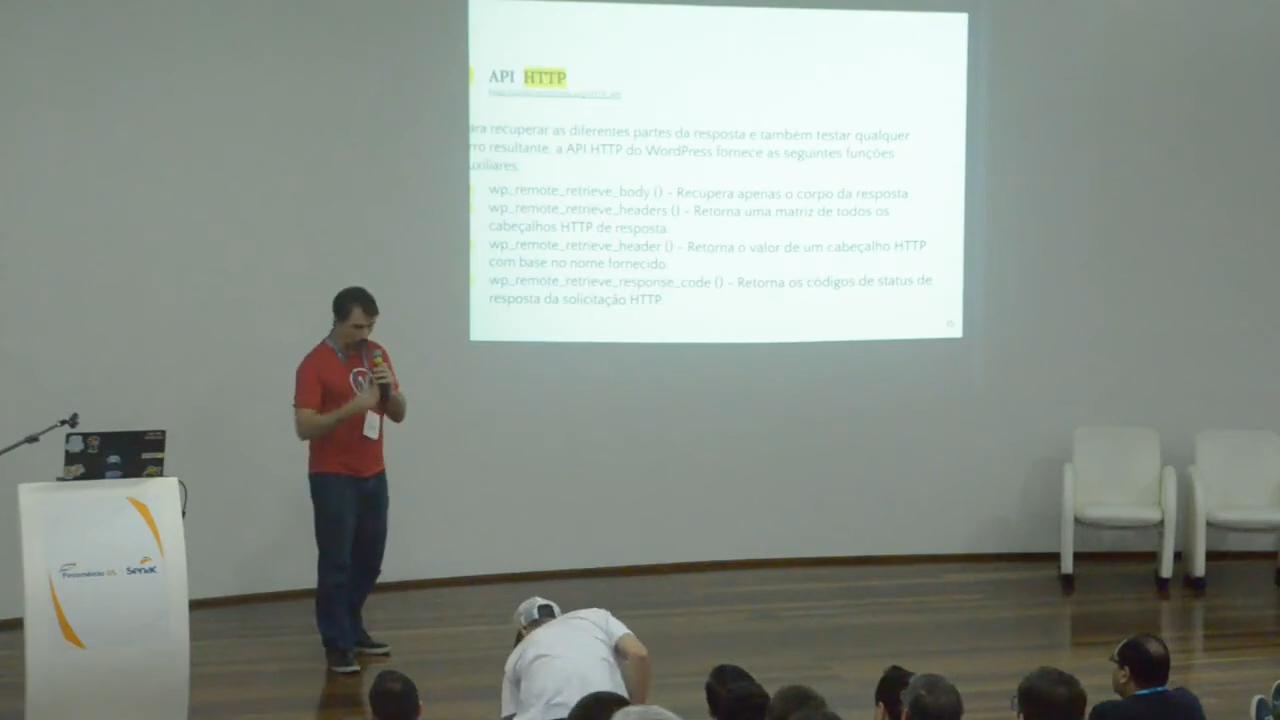 API HTTP
ara recuperar as diferentes partes da resposta e também testar qualquer
rro resultante, a API HTTP do WordPress fornece as seguintes funções
uxiliares.
wp_remote_retrieve_body () - Recupera apenas o corpo da resposta
wp_remote_retrieve_headers () - Retorna uma matriz de todos os
cabeçalhos HTTP de resposta.
wp_remote_retrieve_header () - Retorna o valor de um cabeçalho HTTP
com base no nome fornecido.
wp_remote_retrieve_response_code () - Retorna os códigos de status de
resposta da solicitação HTTP
Fecomércio RS Senac